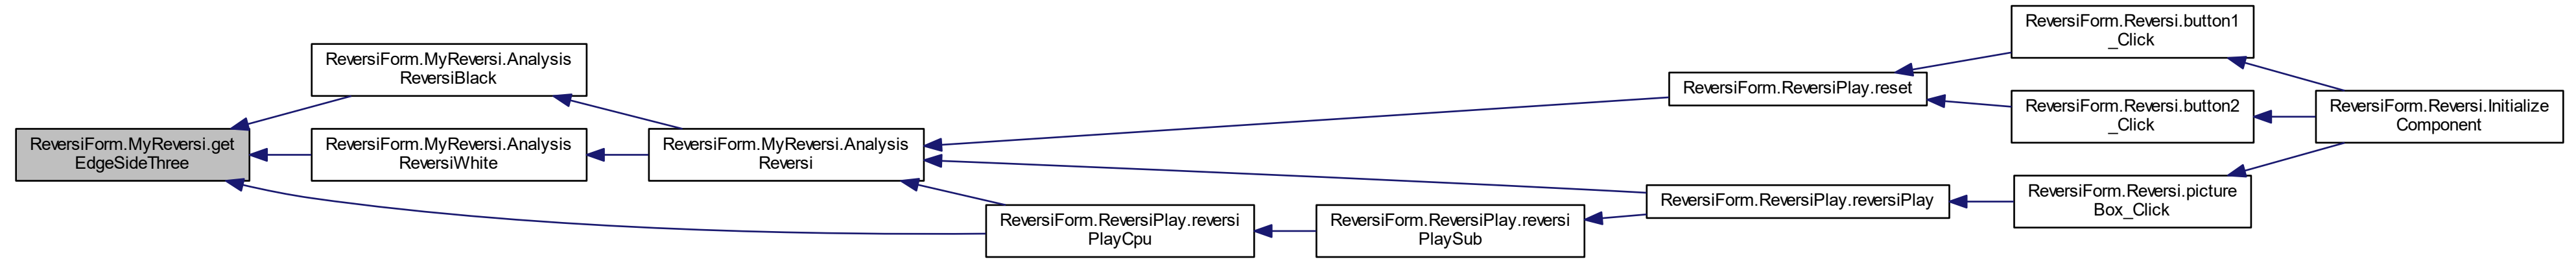 ReversiForm.MyReversi.get
EdgeSideThree
ReversiForm.MyReversi.Analysis
ReversiBlack
ReversiForm.MyReversi.Analysis
ReversiWhite
ReversiForm.MyReversi.Analysis
Reversi
ReversiForm.ReversiPlay.reversi
PlayCpu
ReversiForm.ReversiPlay.reversi
PlaySub
ReversiForm.ReversiPlay.reset
ReversiForm.ReversiPlay.reversiPlay
ReversiForm.Reversi.button1
_Click
ReversiForm.Reversi.button2
_Click
ReversiForm.Reversi.picture
Box_Click
ReversiForm.Reversi.Initialize
Component